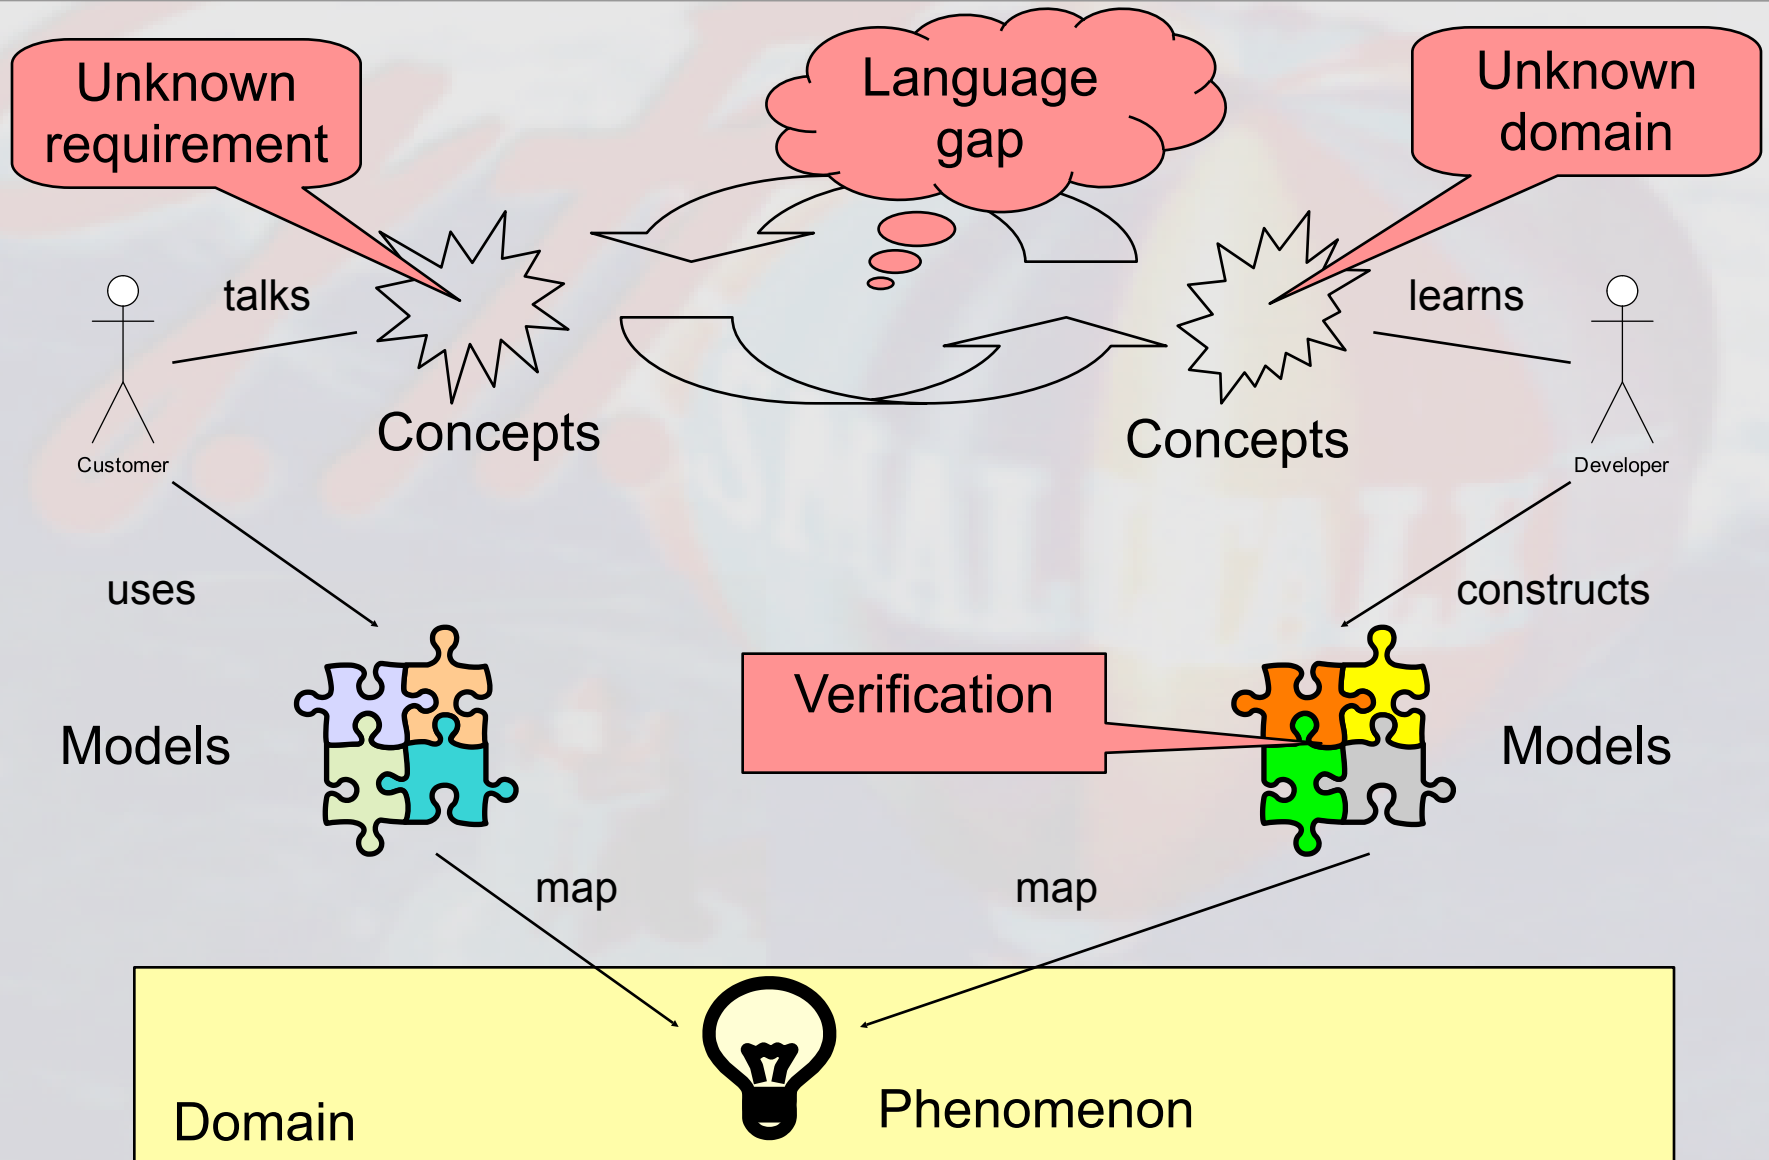 Unknown
requirement
Language
gap
Unknown
domain
talks
learns
Customer
Concepts
Concepts
Developer
uses
constructs
Models
Verification
Models
map
map
Domain
Phenomenon
SMALLTALK